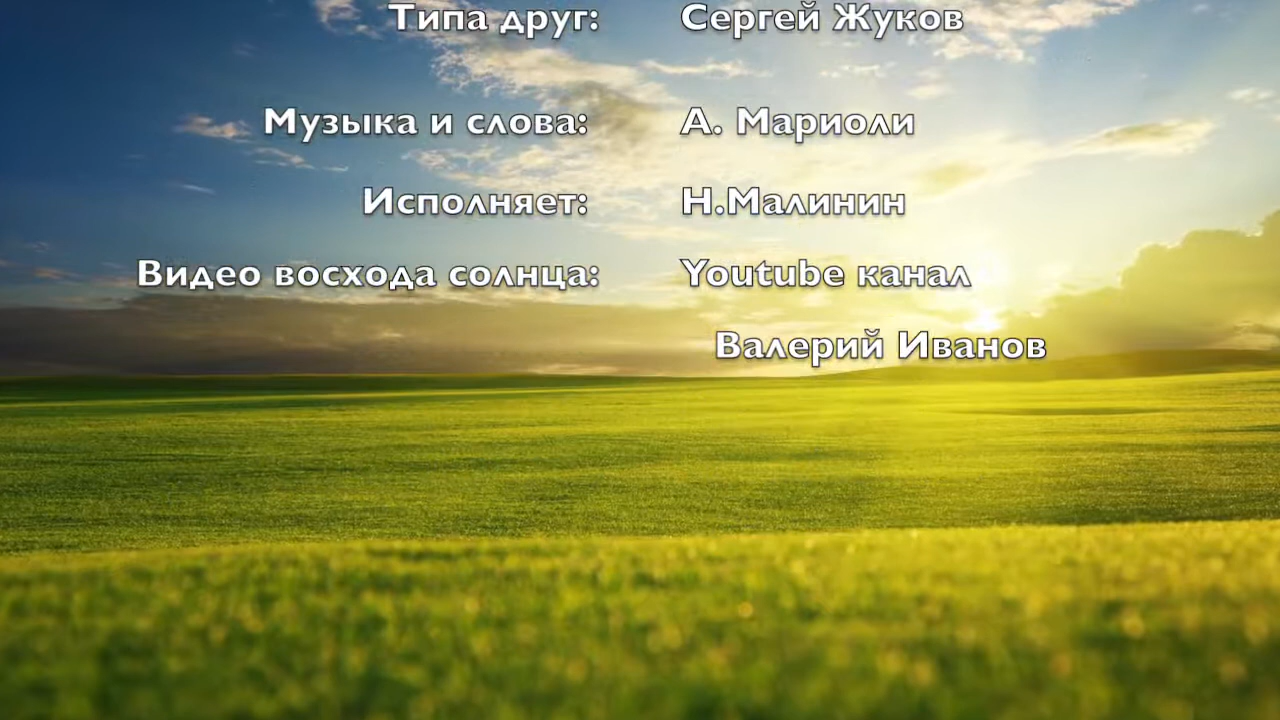 Типа друг: Сергей Жуков
Музыка и слова: А. Мариоли
Исполняет: Н.Малинин
Видео восхода солнца: Youtube канал
Валерий Иванов